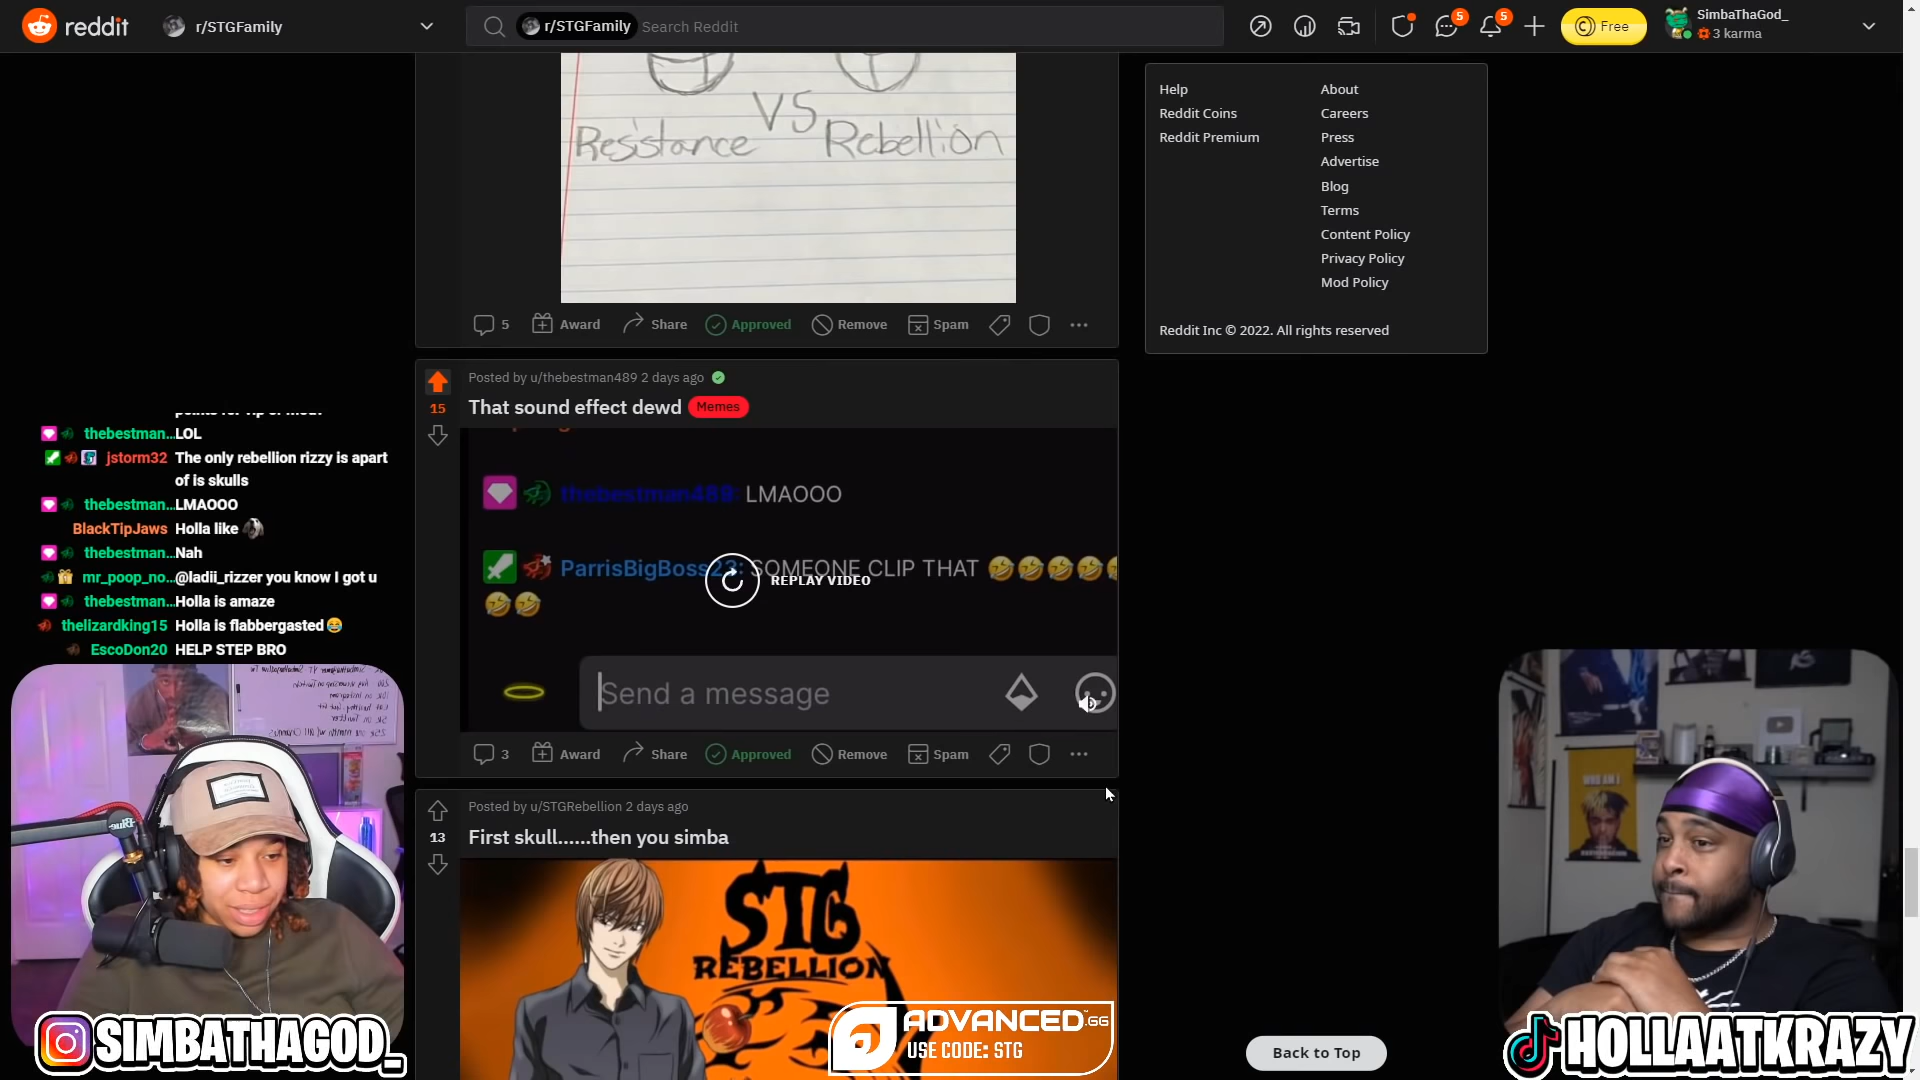 reddit
r/STGFamily
r/STGFamily
Search Reddit
5
5
Free
SimbaThaGod_
3 karma
VS
Resistance
Rebellion
5
Award
Share
Approved
Remove
Spam
Help
Reddit Coins
Reddit Premium
About
Careers
Press
Advertise
Blog
Terms
Content Policy
Privacy Policy
Mod Policy
Reddit Inc © 2022. All rights reserved
15
Posted by u/thebestman489 2 days ago
That sound effect dewd
Memes
thebestman489: LMAOOO
ParrisBigBoss23: SOMEONE CLIP THAT 🤣🤣🤣🤣🤣
🤣🤣
REPLAY VIDEO
Send a message
3
Award
Share
Approved
Remove
Spam
13
Posted by u/STGRebellion 2 days ago
First skull......then you simba
STG
REBELLION
ADVANCED.GG
USE CODE: STG
thebestman...LOL
jstorm32 The only rebellion rizzy is apart
of is skulls
thebestman...LMAOOO
BlackTipJaws Holla like
thebestman...Nah
mr_poop_no...@ladii_rizzer you know I got u
thebestman...Holla is amaze
thelizardking15 Holla is flabbergasted 😂
EscoDon20 HELP STEP BRO
Blue
SIMBATHAGOD_
WHO AM I
Back to Top
HOLLAATKRAZY